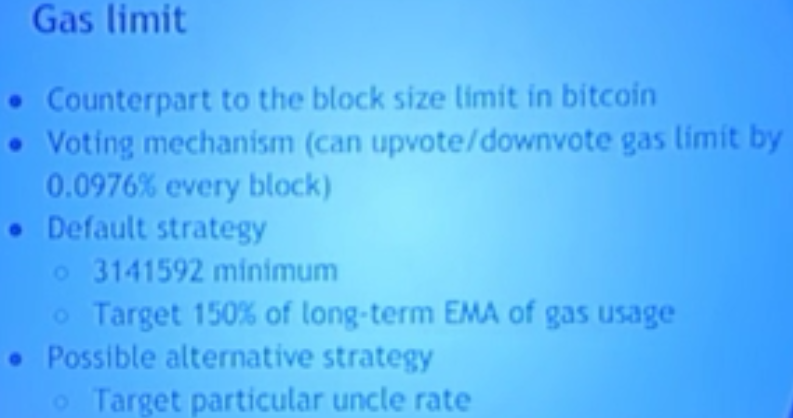 Gas limit
• Counterpart to the block size limit in bitcoin
• Voting mechanism (can upvote/downvote gas limit by
0.0976% every block)
• Default strategy
○ 3141592 minimum
○ Target 150% of long-term EMA of gas usage
• Possible alternative strategy
○ Target particular uncle rate